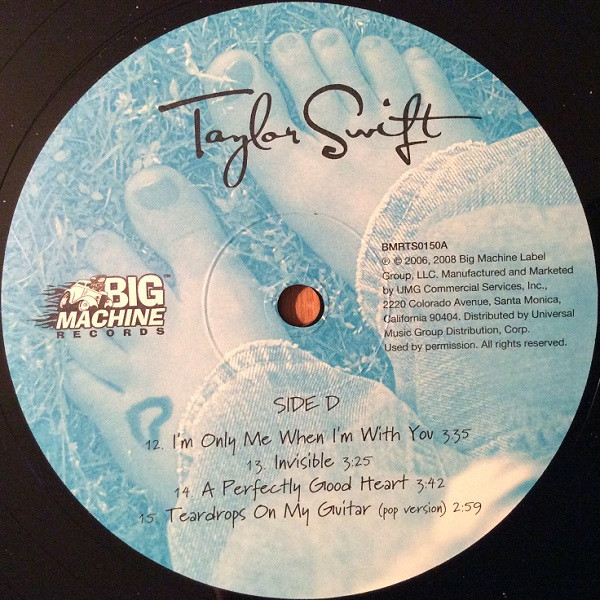 Taylor Swift
BMRTS0150A
℗ © 2006, 2008 Big Machine Label
Group, LLC. Manufactured and Marketed
by UMG Commercial Services, Inc.,
2220 Colorado Avenue, Santa Monica,
California 90404. Distributed by Universal
Music Group Distribution, Corp.
Used by permission. All rights reserved.
BIG™
MACHINE
RECORDS
SIDE D
12. I'm Only Me When I'm With You 3:35
13. Invisible 3:25
14. A Perfectly Good Heart 3:42
15. Teardrops On My Guitar (pop version) 2:59